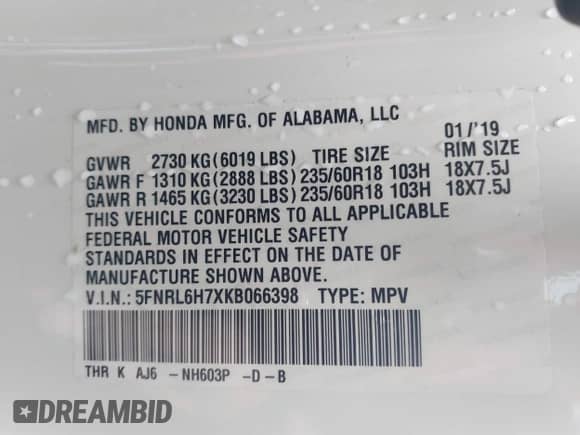 MFD. BY HONDA MFG. OF ALABAMA, LLC 01/'19
GVWR 2730 KG(6019 LBS) TIRE SIZE RIM SIZE
GAWR F 1310 KG(2888 LBS) 235/60R18 103H 18X7.5J
GAWR R 1465 KG(3230 LBS) 235/60R18 103H 18X7.5J
THIS VEHICLE CONFORMS TO ALL APPLICABLE
FEDERAL MOTOR VEHICLE SAFETY
STANDARDS IN EFFECT ON THE DATE OF
MANUFACTURE SHOWN ABOVE.
V.I.N.: 5FNRL6H7XKB066398 TYPE: MPV
THR K AJ6 -NH603P -D-B
DREAMBID